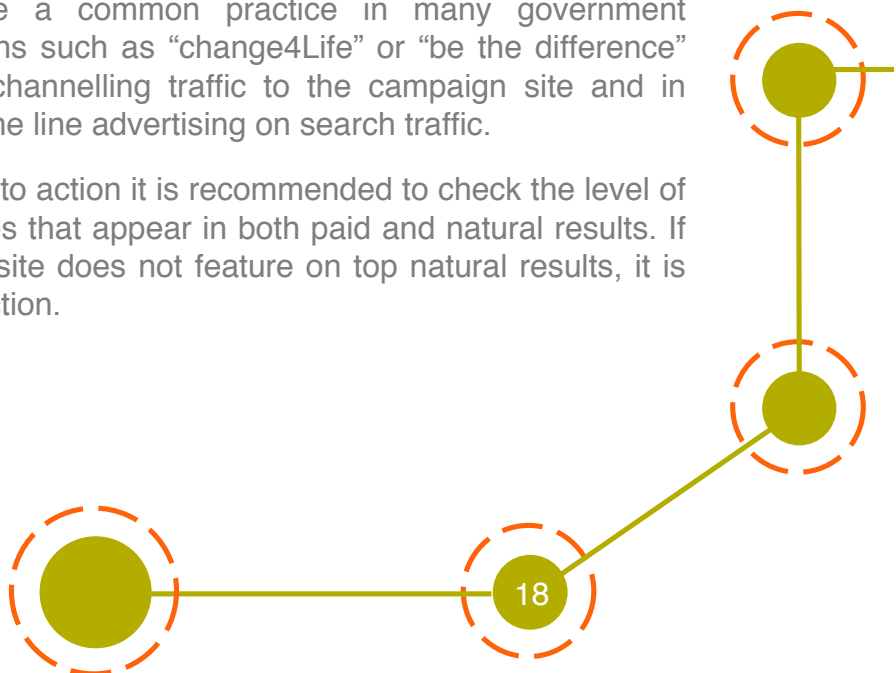 e a common practice in many government
ns such as “change4Life” or “be the difference”
channelling traffic to the campaign site and in
ne line advertising on search traffic.
to action it is recommended to check the level of
s that appear in both paid and natural results. If
site does not feature on top natural results, it is
ction.
18